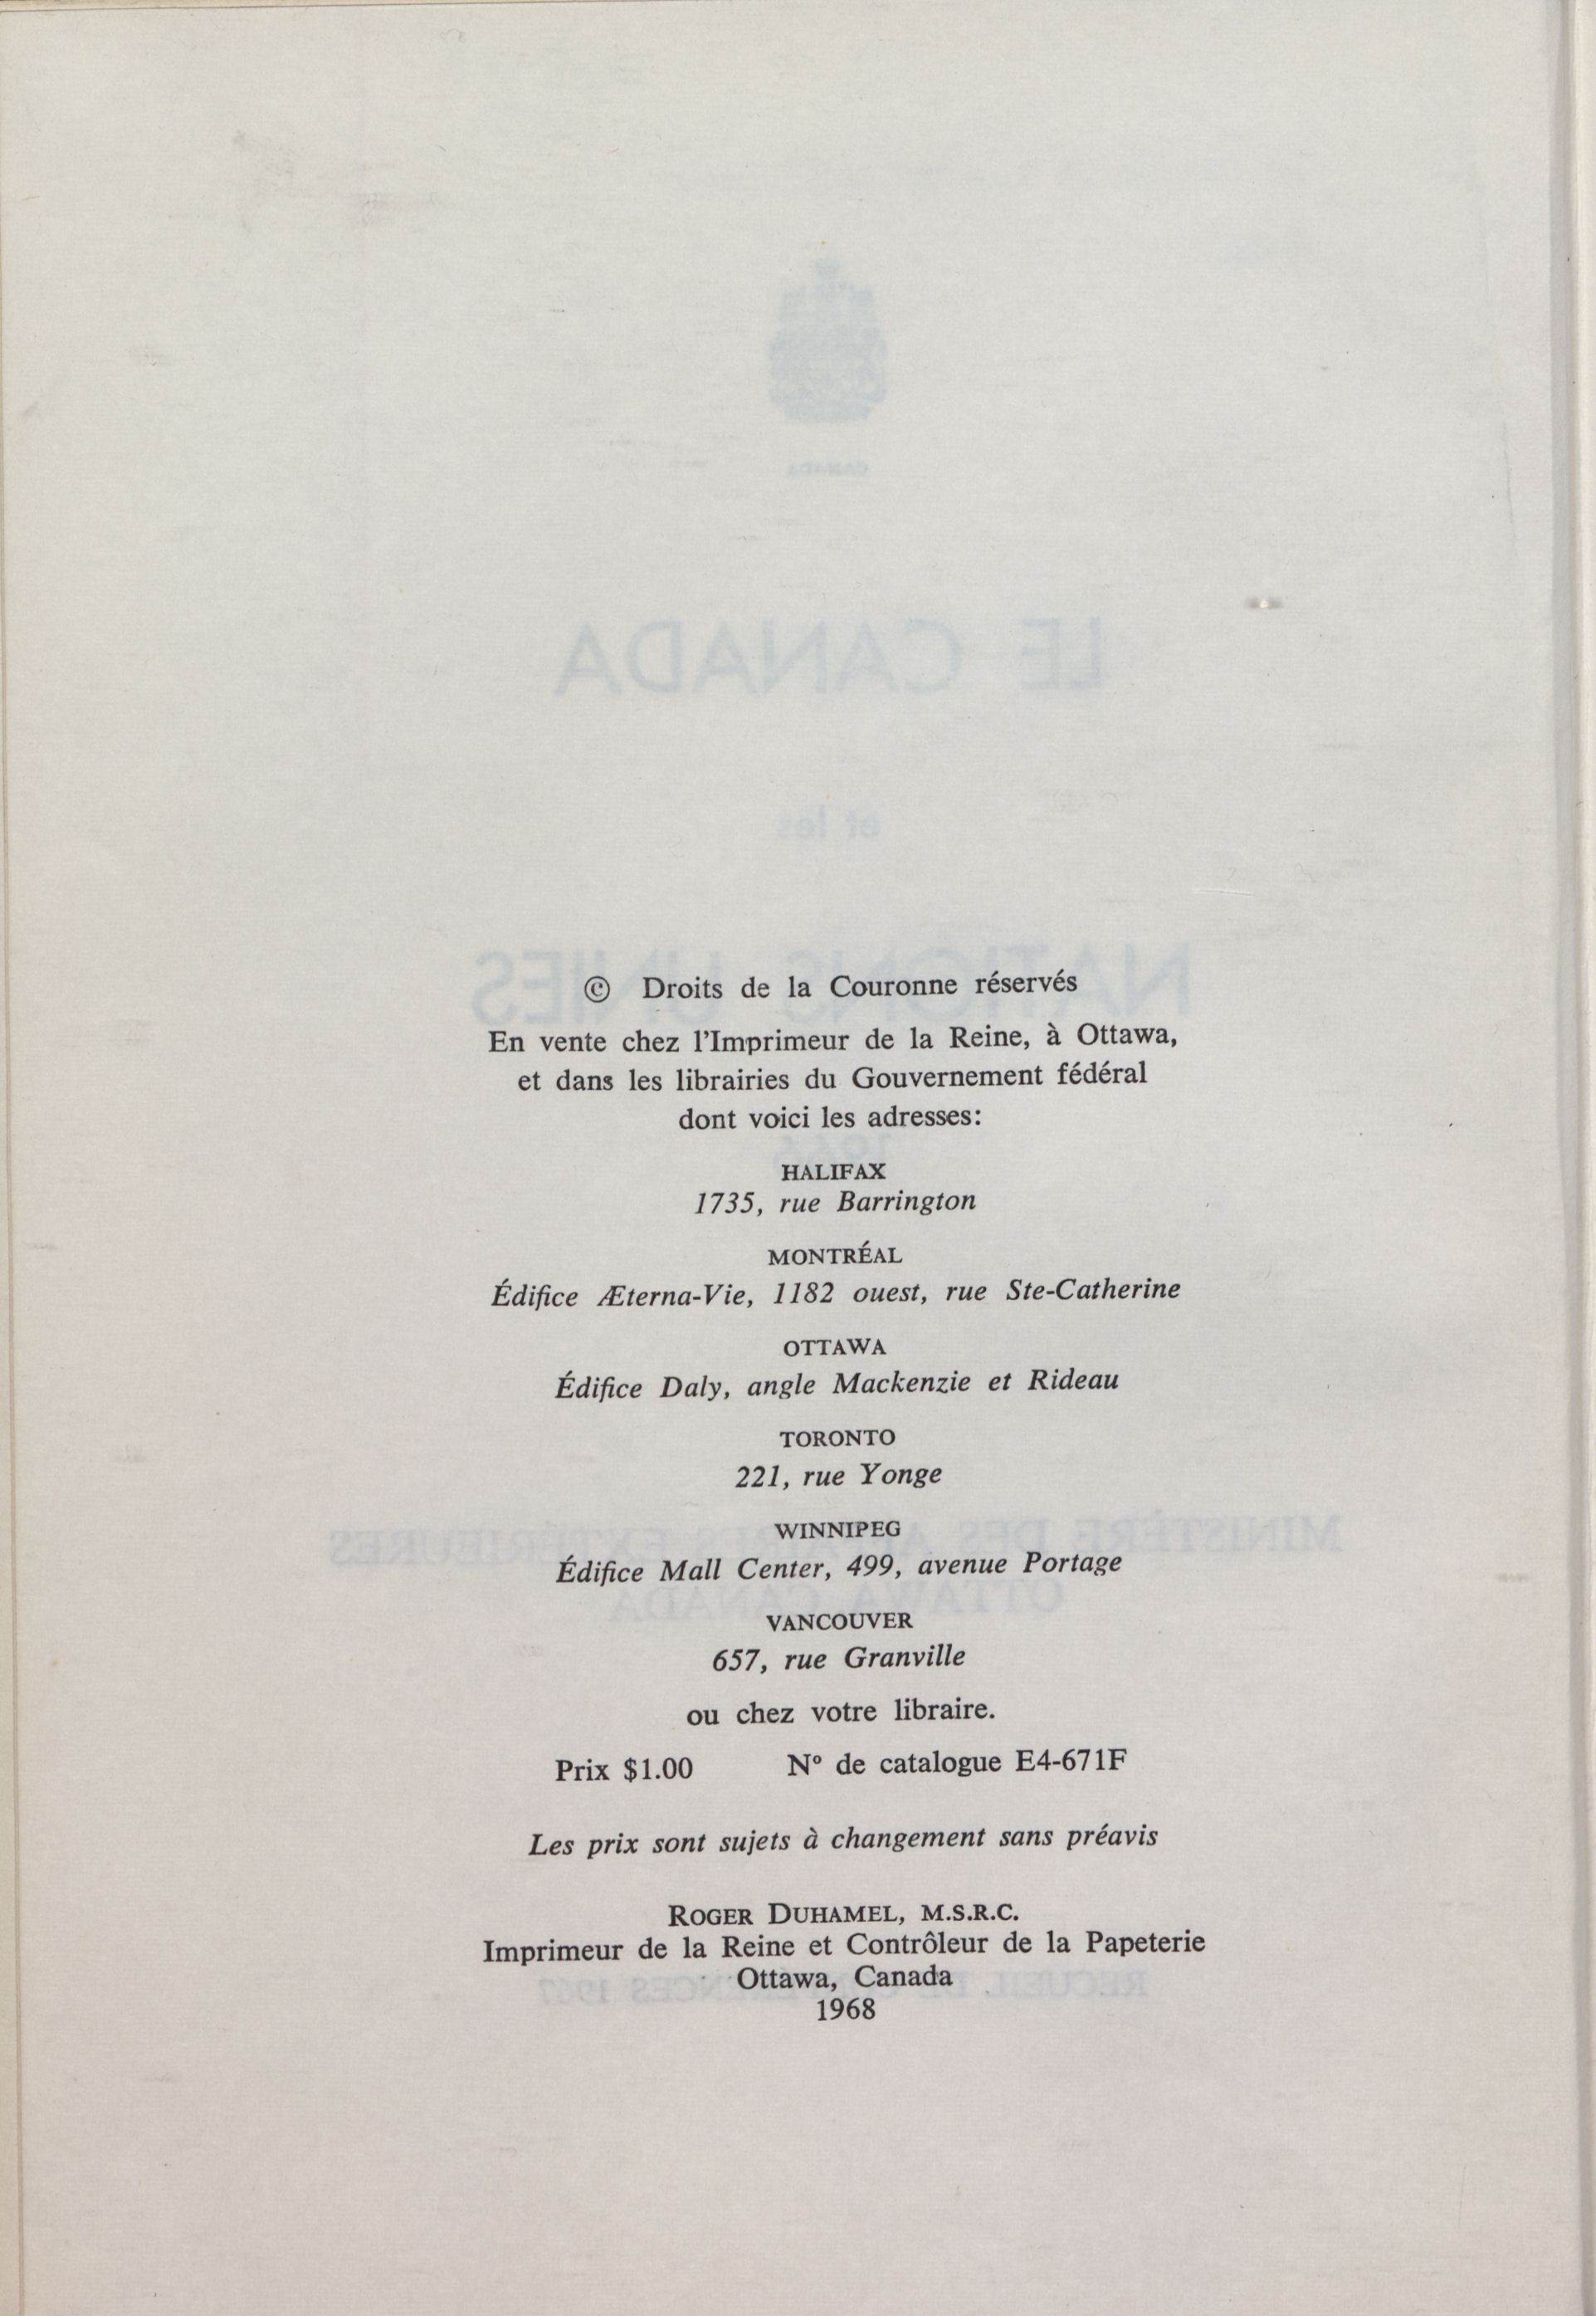 © Droits de la Couronne réservés
En vente chez l'Imprimeur de la Reine, à Ottawa,
et dans les librairies du Gouvernement fédéral
dont voici les adresses:
HALIFAX
1735, rue Barrington
MONTRÉAL
Édifice Æterna-Vie, 1182 ouest, rue Ste-Catherine
OTTAWA
Édifice Daly, angle Mackenzie et Rideau
TORONTO
221, rue Yonge
WINNIPEG
Édifice Mall Center, 499, avenue Portage
VANCOUVER
657, rue Granville
ou chez votre libraire.
Prix $1.00 Nº de catalogue E4-671F
Les prix sont sujets à changement sans préavis
ROGER DUHAMEL, M.S.R.C.
Imprimeur de la Reine et Contrôleur de la Papeterie
Ottawa, Canada
1968